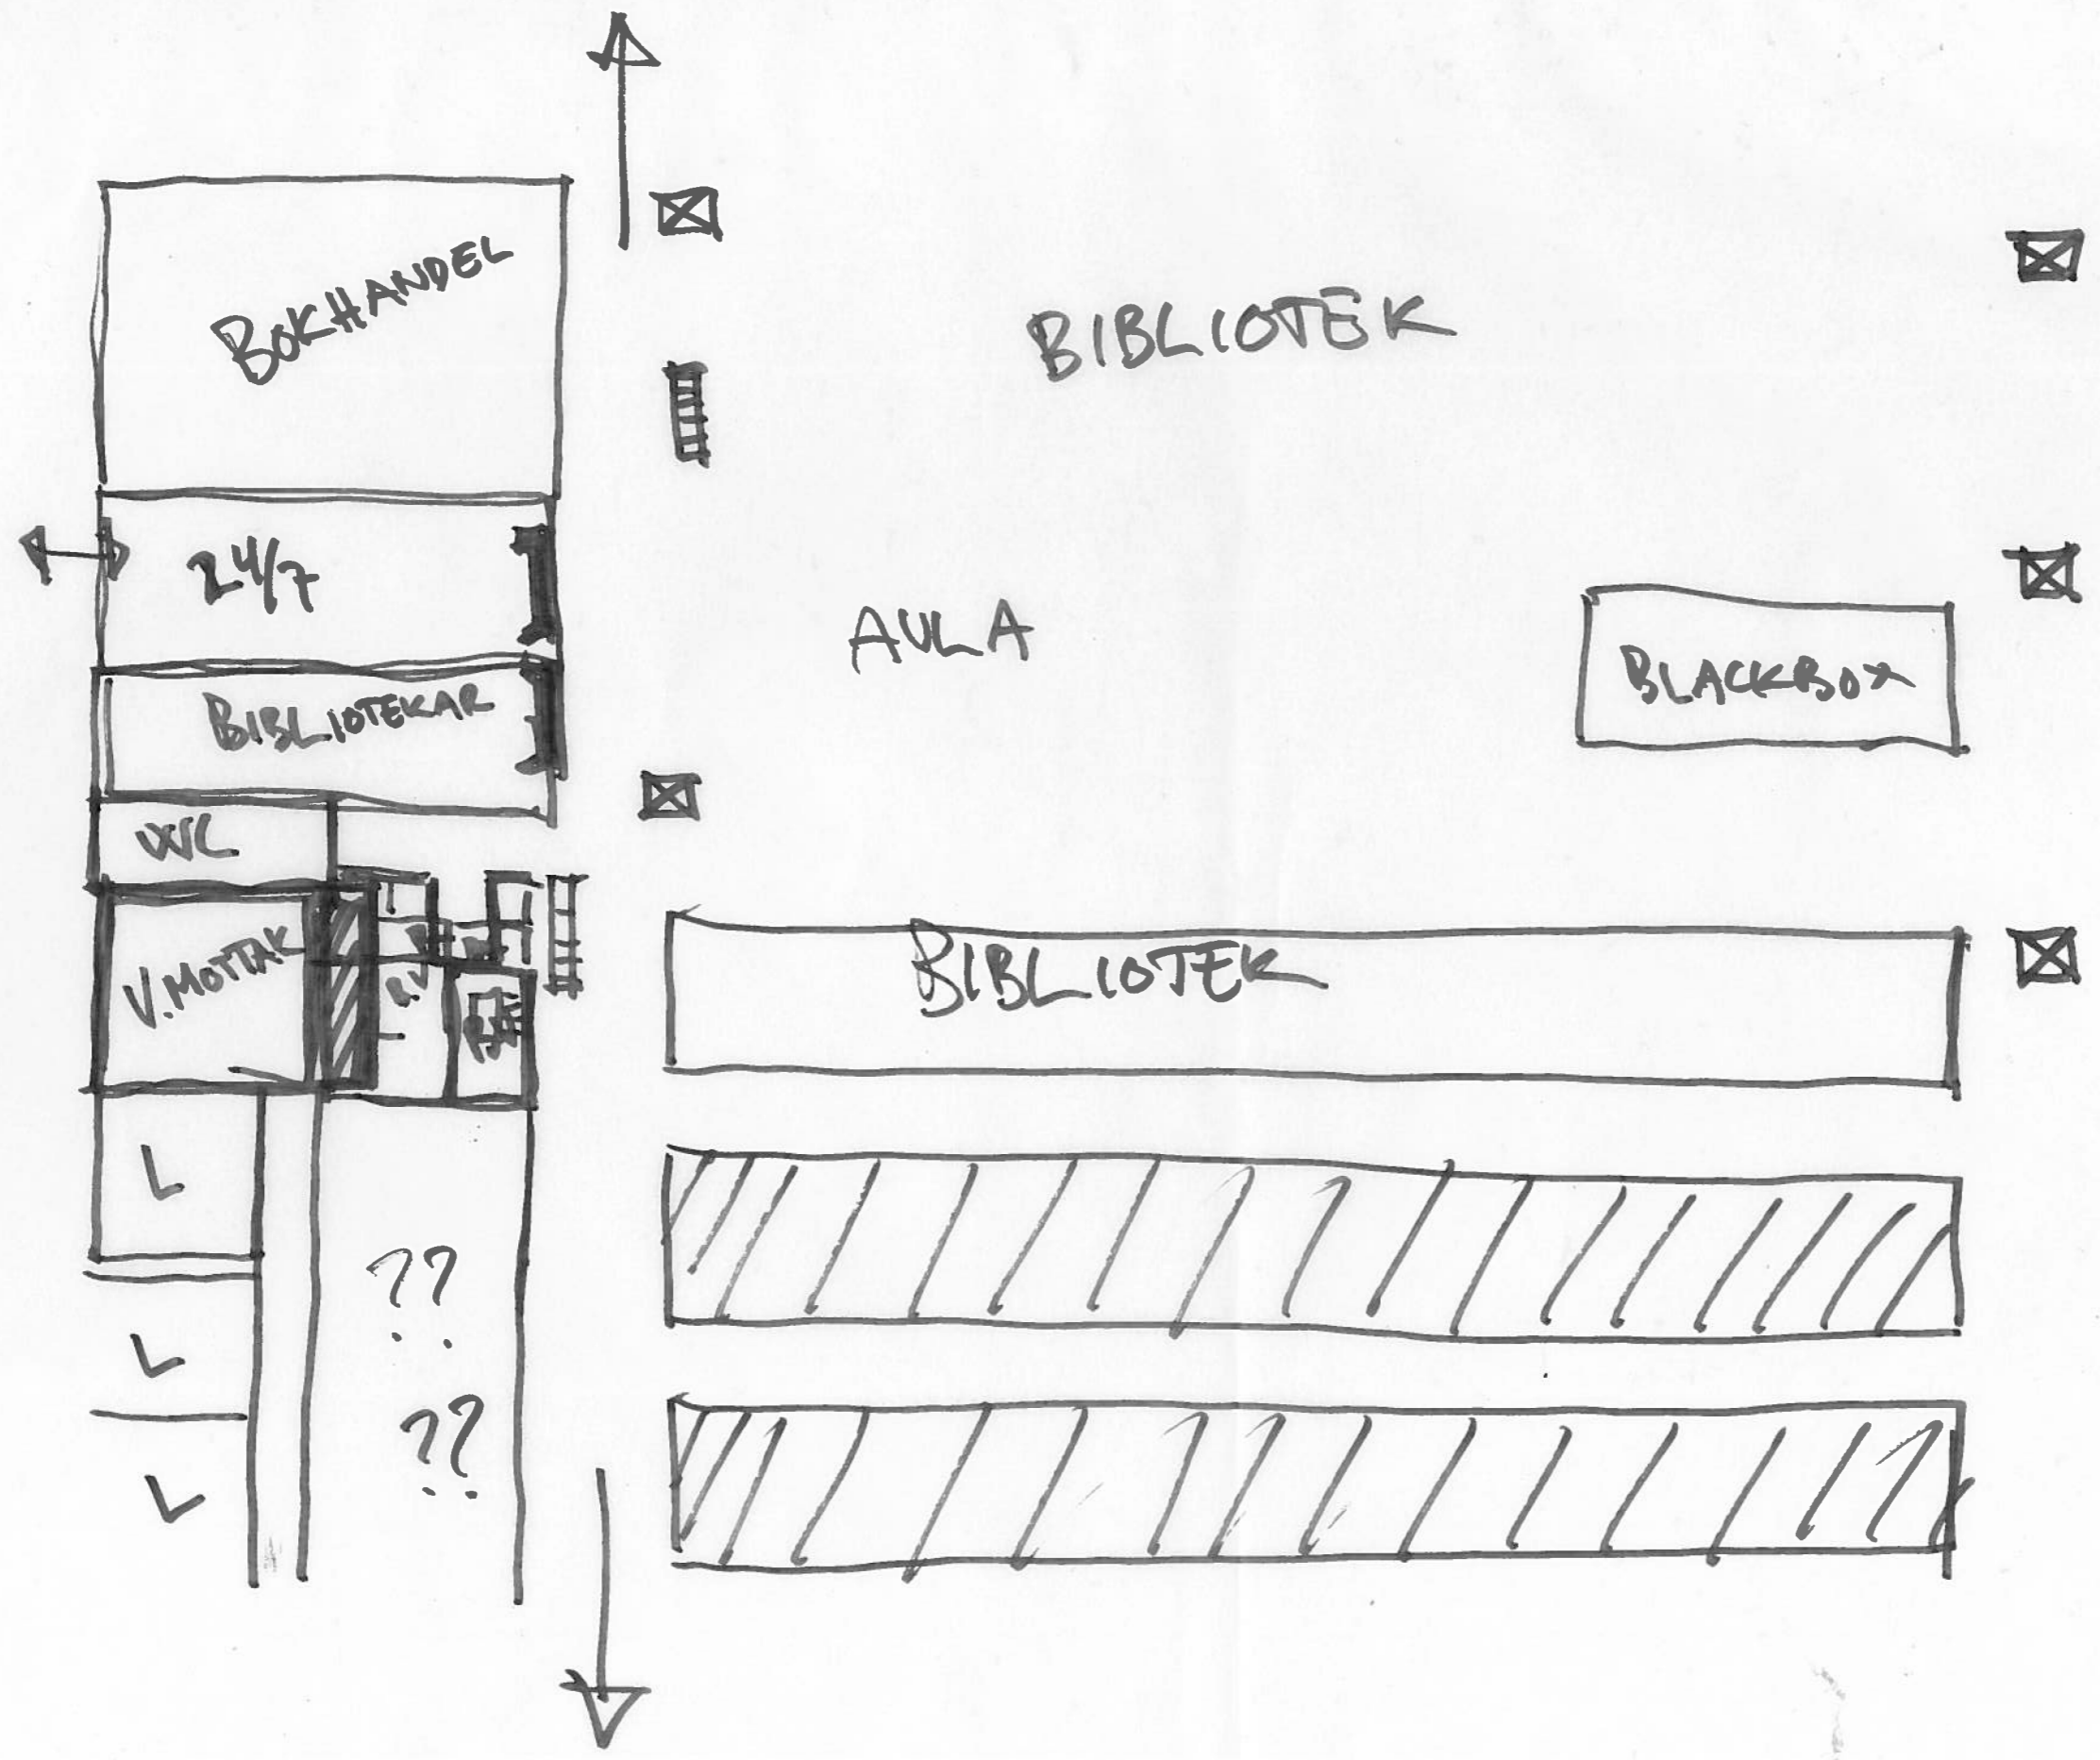 BOKHANDEL
BIBLIOTEK
24/7
AULA
BLACKBOX
BIBLIOTEKAR
WC
V.MOTTAK
BIBLIOTEK
L
??
L
??
L